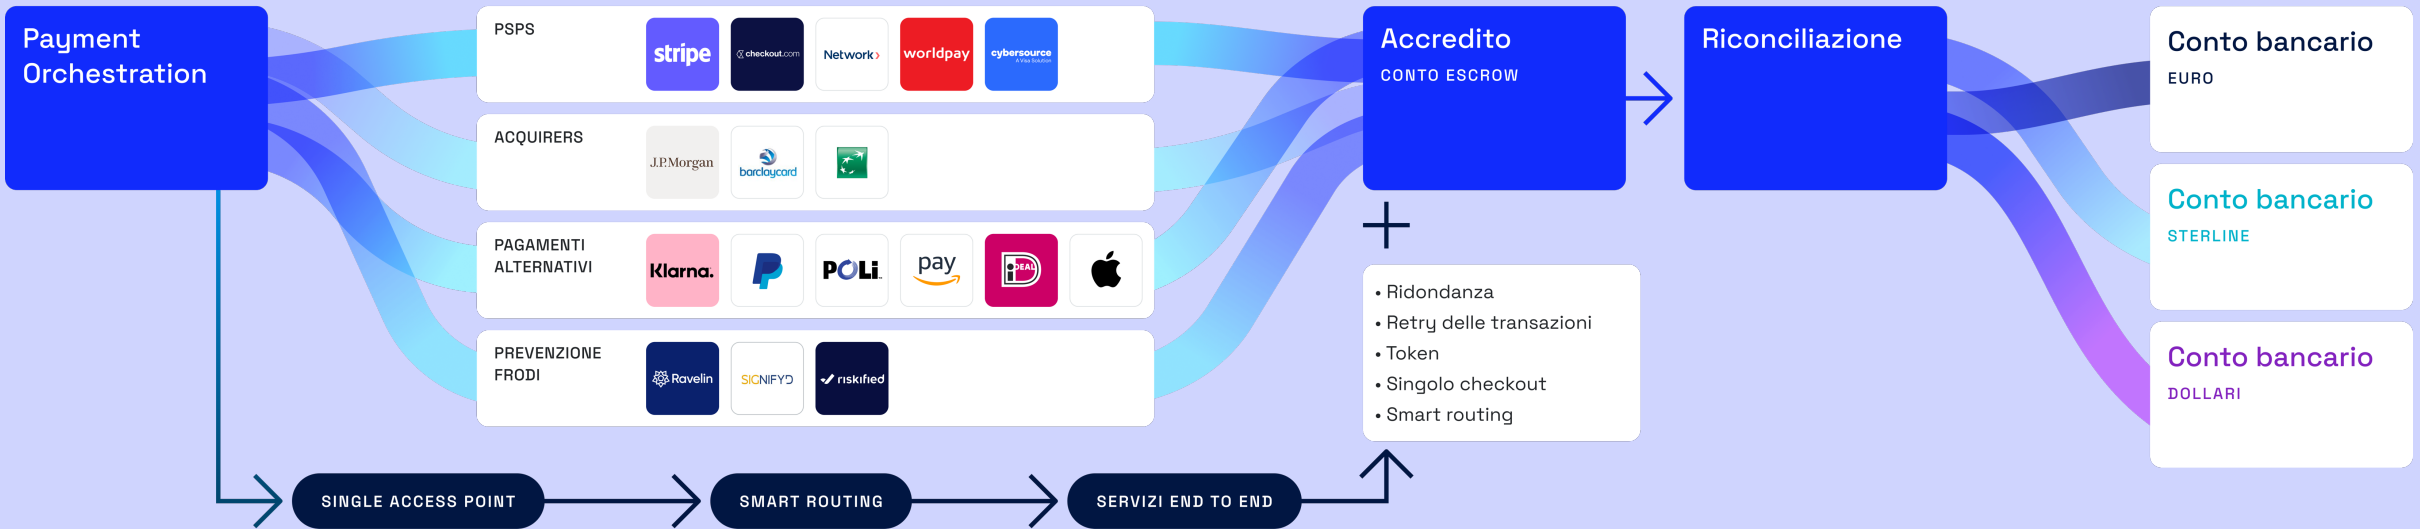 Payment
Orchestration
PSPS
stripe
checkout.com
Network
worldpay
cybersource
A Visa Solution
ACQUIRERS
J.P.Morgan
barclaycard
PAGAMENTI
ALTERNATIVI
Klarna.
POLi
pay
iDEAL
PREVENZIONE
FRODI
Ravelin
SIGNIFYD
riskified
SINGLE ACCESS POINT
SMART ROUTING
SERVIZI END TO END
Accredito
CONTO ESCROW
• Ridondanza
• Retry delle transazioni
• Token
• Singolo checkout
• Smart routing
Riconciliazione
Conto bancario
EURO
Conto bancario
STERLINE
Conto bancario
DOLLARI